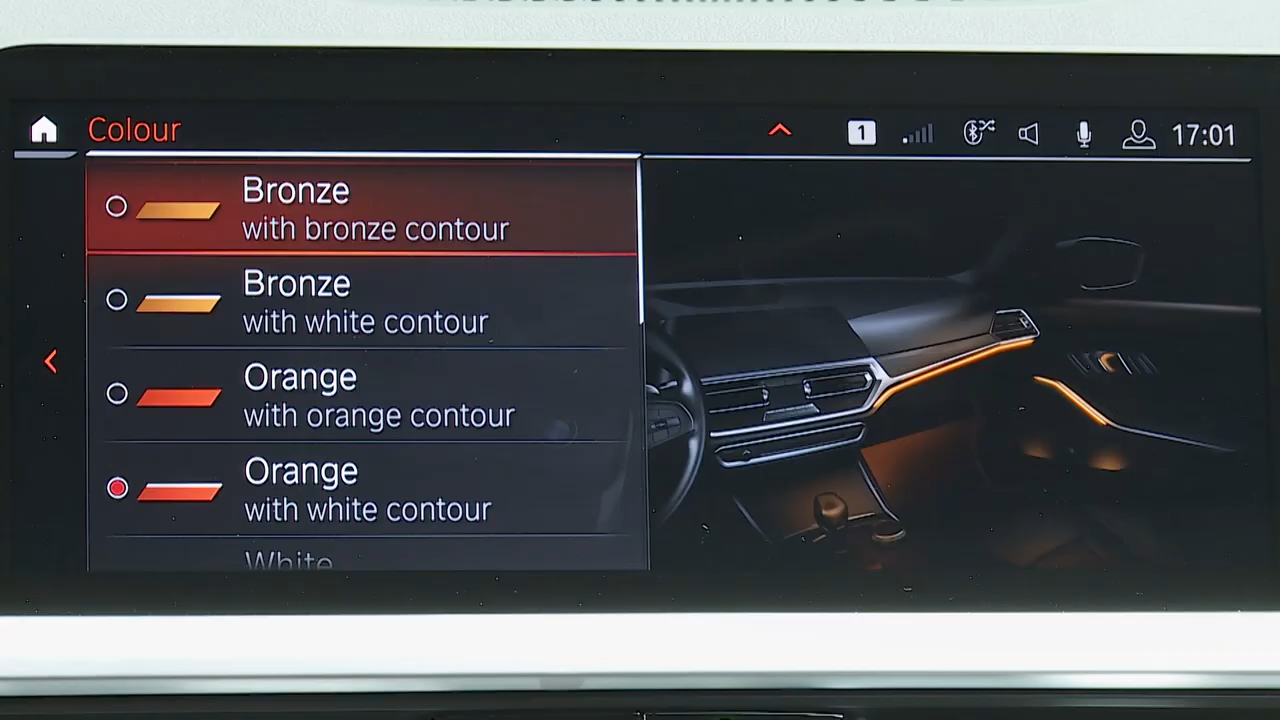 Colour
1
17:01
Bronze
with bronze contour
Bronze
with white contour
Orange
with orange contour
Orange
with white contour
White